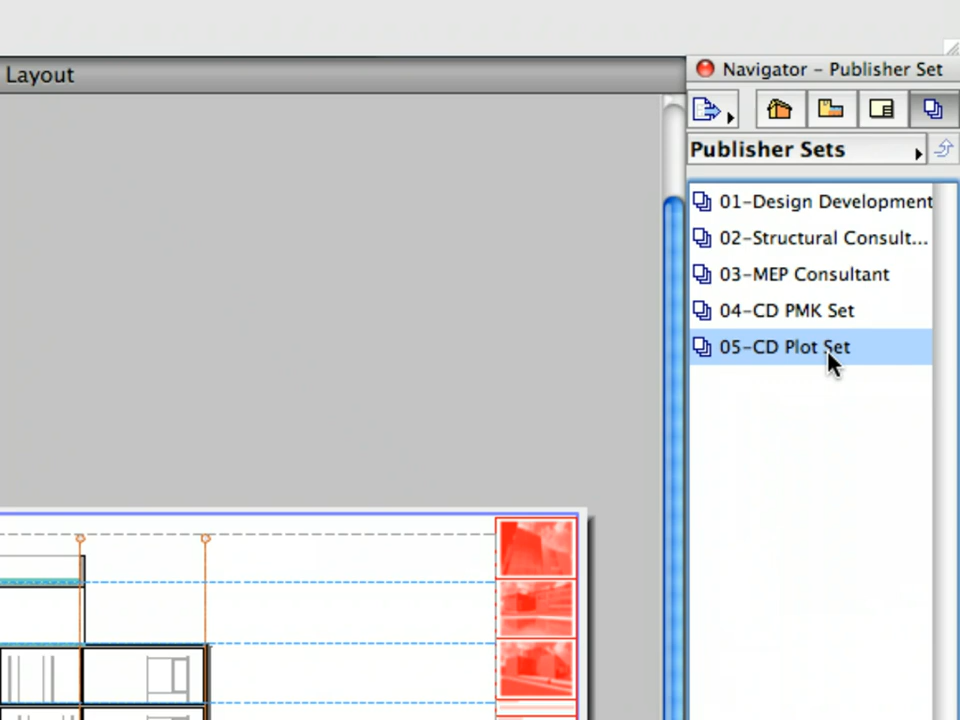 Layout
Navigator - Publisher Set
Publisher Sets
01-Design Development
02-Structural Consult...
03-MEP Consultant
04-CD PMK Set
05-CD Plot Set